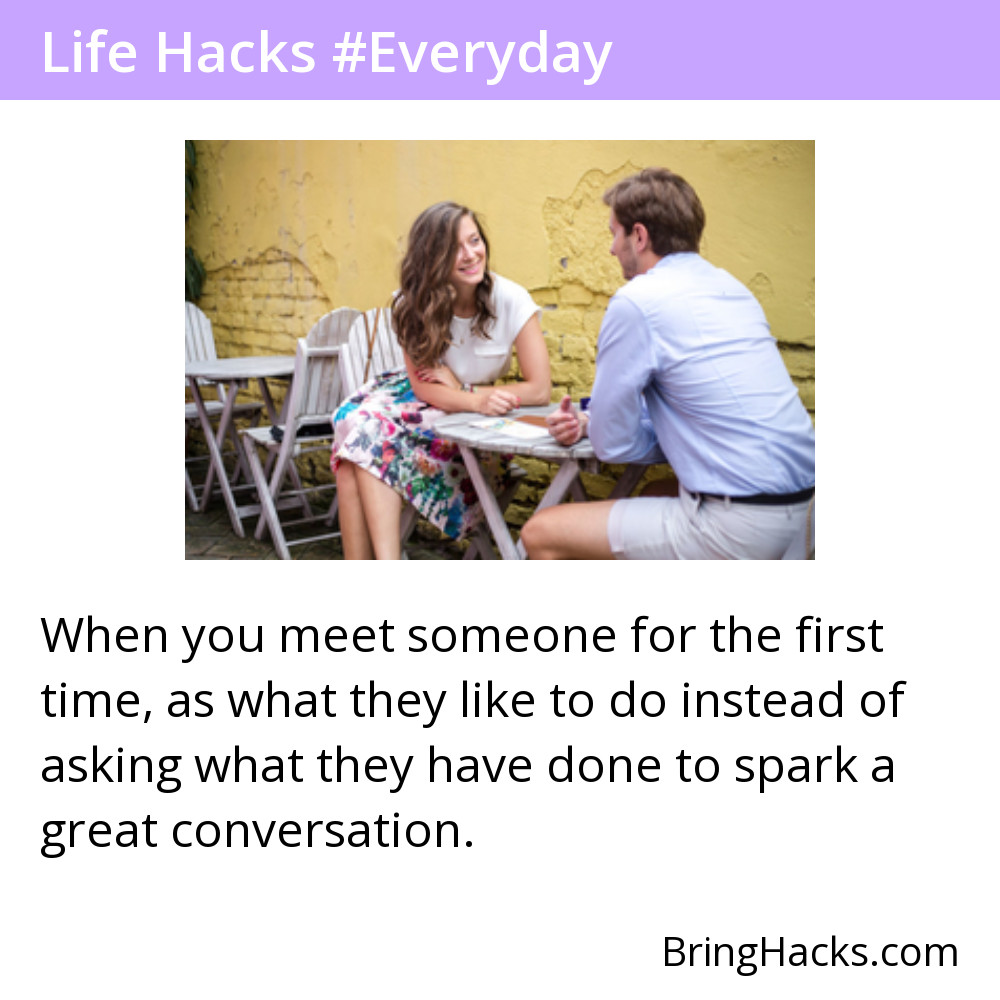 Life Hacks #Everyday
When you meet someone for the first
time, as what they like to do instead of
asking what they have done to spark a
great conversation.
BringHacks.com